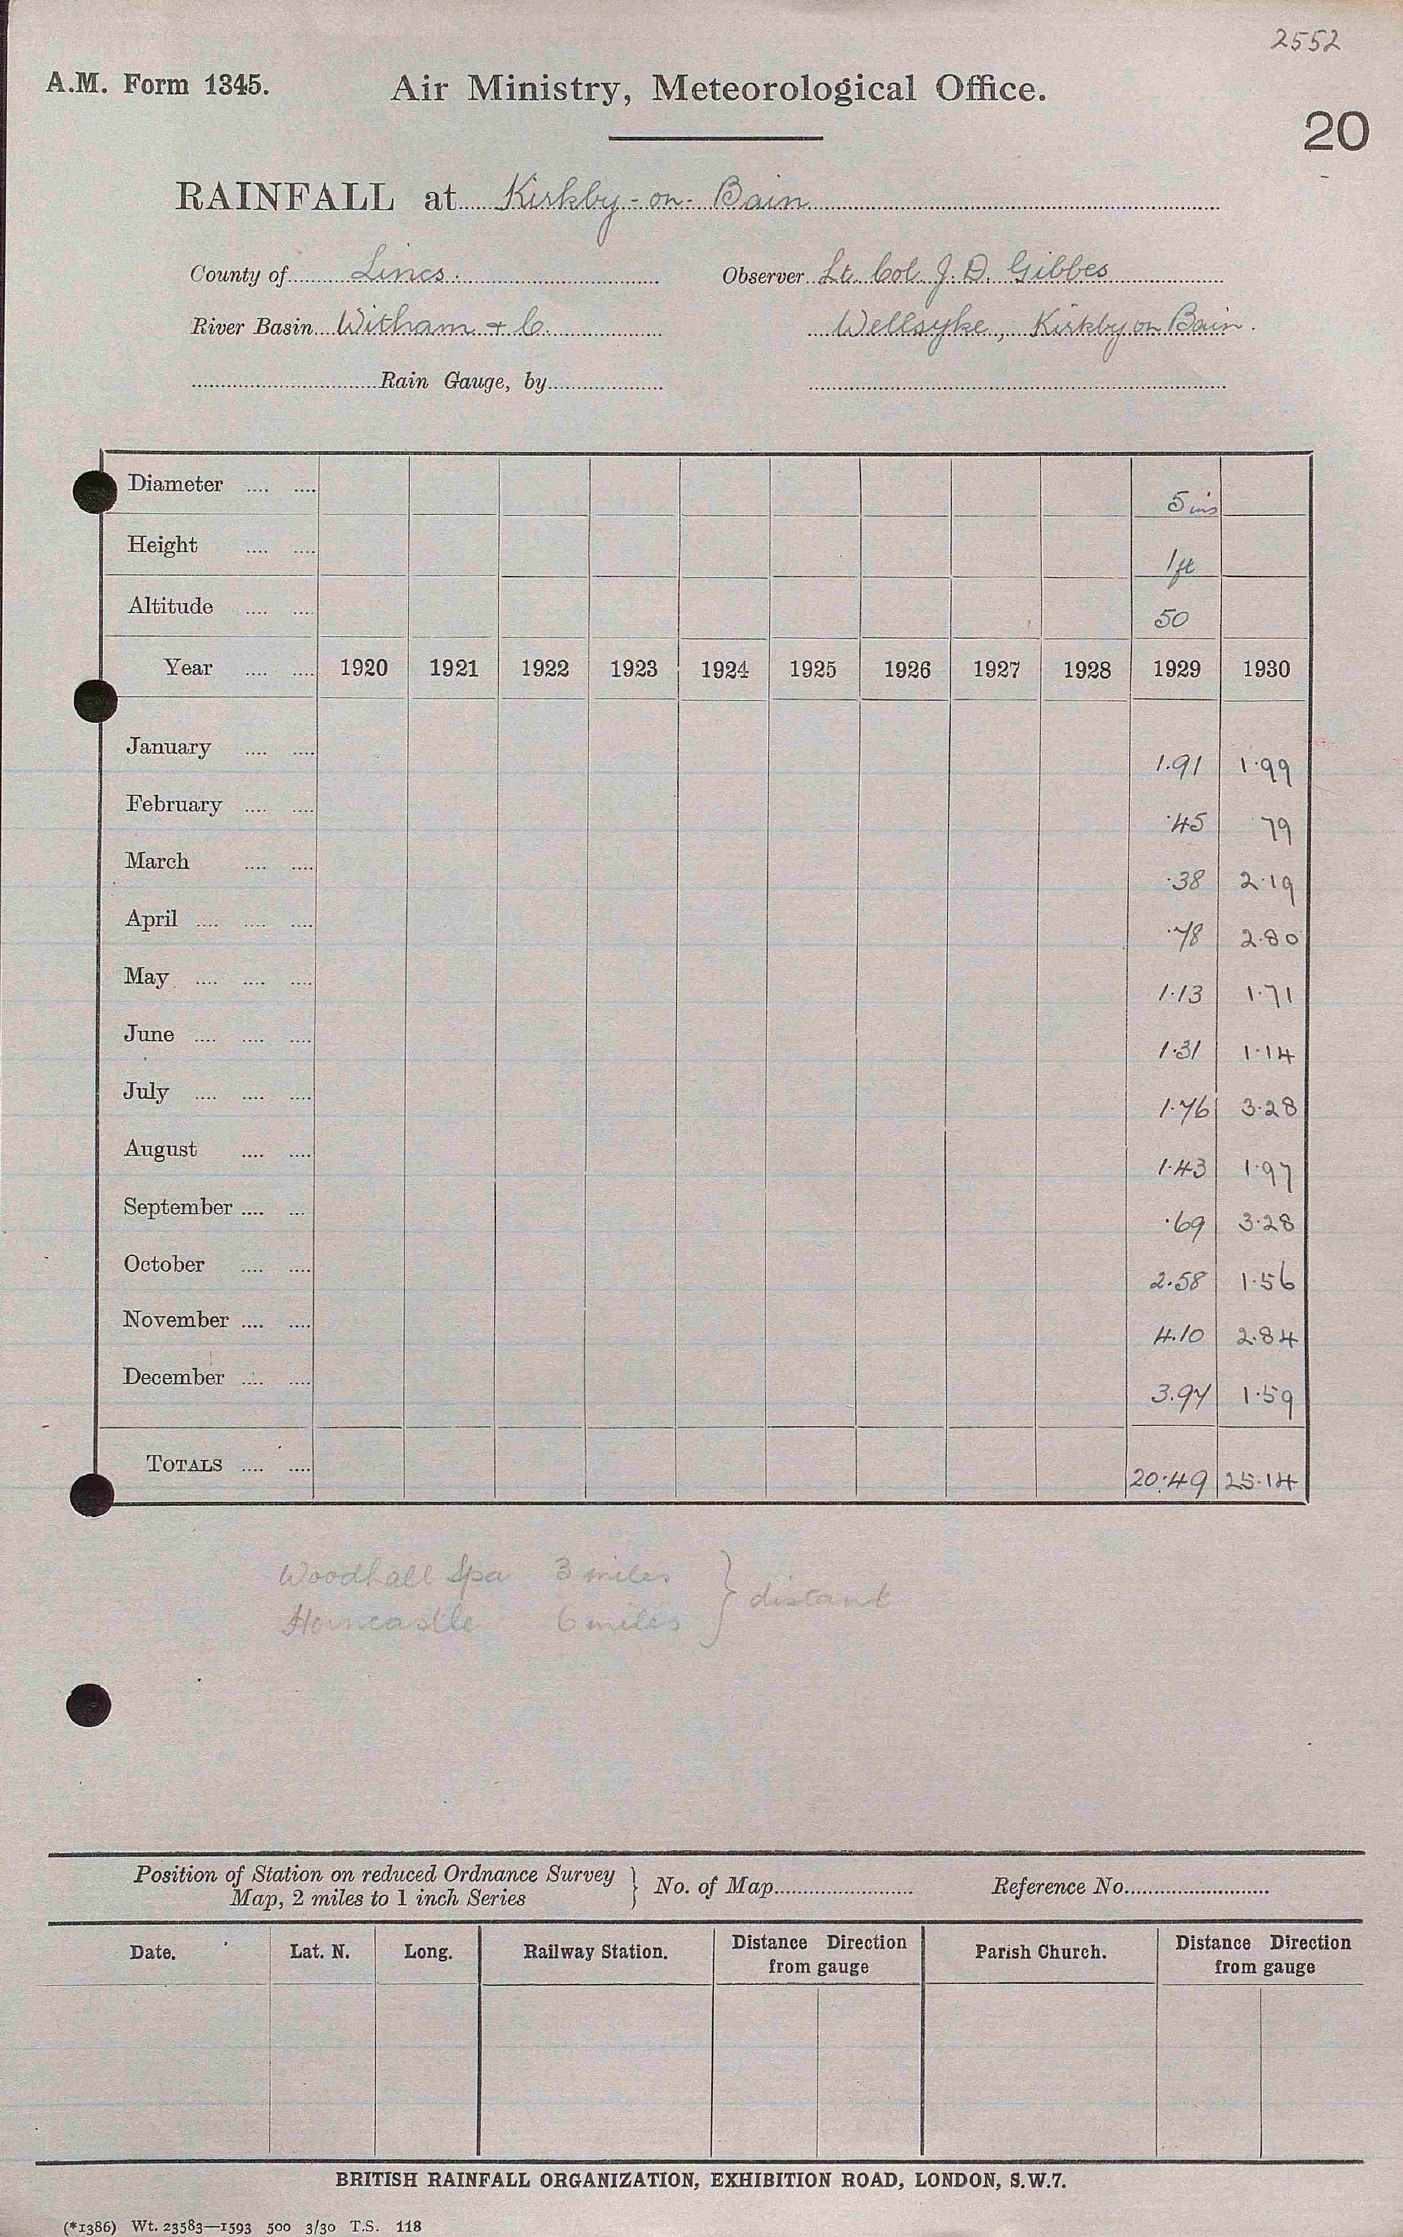 2552
A.M. Form 1345. Air Ministry, Meteorological Office.
20
RAINFALL at Kirkby-on-Bain
County of Lincs. Observer Lt. Col. J. D. Gibbes
River Basin Witham & C. Wellsyke, Kirkby on Bain.
Rain Gauge, by
Diameter .... .... 5 ins
Height .... .... 1 ft
Altitude .... .... 50
Year .... .... 1920 1921 1922 1923 1924 1925 1926 1927 1928 1929 1930
January .... .... 1.91 1.99
February .... .... .45 79
March .... .... .38 2.19
April .... .... .... .78 2.80
May .... .... .... 1.13 1.71
June .... .... .... 1.31 1.14
July .... .... .... 1.76 3.28
August .... .... 1.43 1.97
September .... .... .69 3.28
October .... .... 2.58 1.56
November .... .... 4.10 2.84
December .... .... 3.97 1.59
TOTALS .... .... 20.49 25.14
Woodhall Spa 3 miles } distant
Horncastle 6 miles
Position of Station on reduced Ordnance Survey } No. of Map Reference No.
Map, 2 miles to 1 inch Series
Date. Lat. N. Long. Railway Station. Distance Direction Parish Church. Distance Direction
from gauge from gauge
BRITISH RAINFALL ORGANIZATION, EXHIBITION ROAD, LONDON, S.W.7.
(*1386) Wt. 23583—1593 500 3/30 T.S. 118